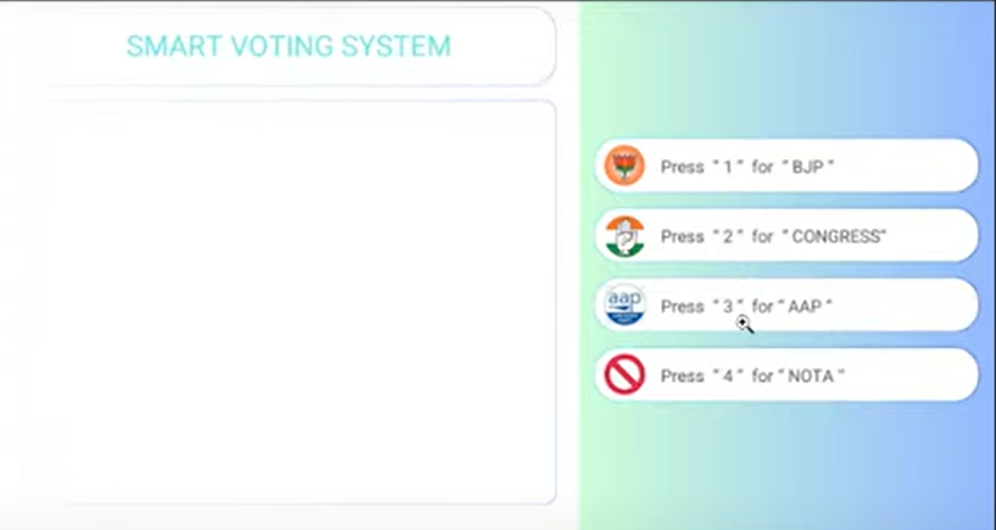 SMART VOTING SYSTEM
Press "1" for "BJP"
Press "2" for "CONGRESS"
aap
Press "3" for "AAP"
Press "4" for "NOTA"